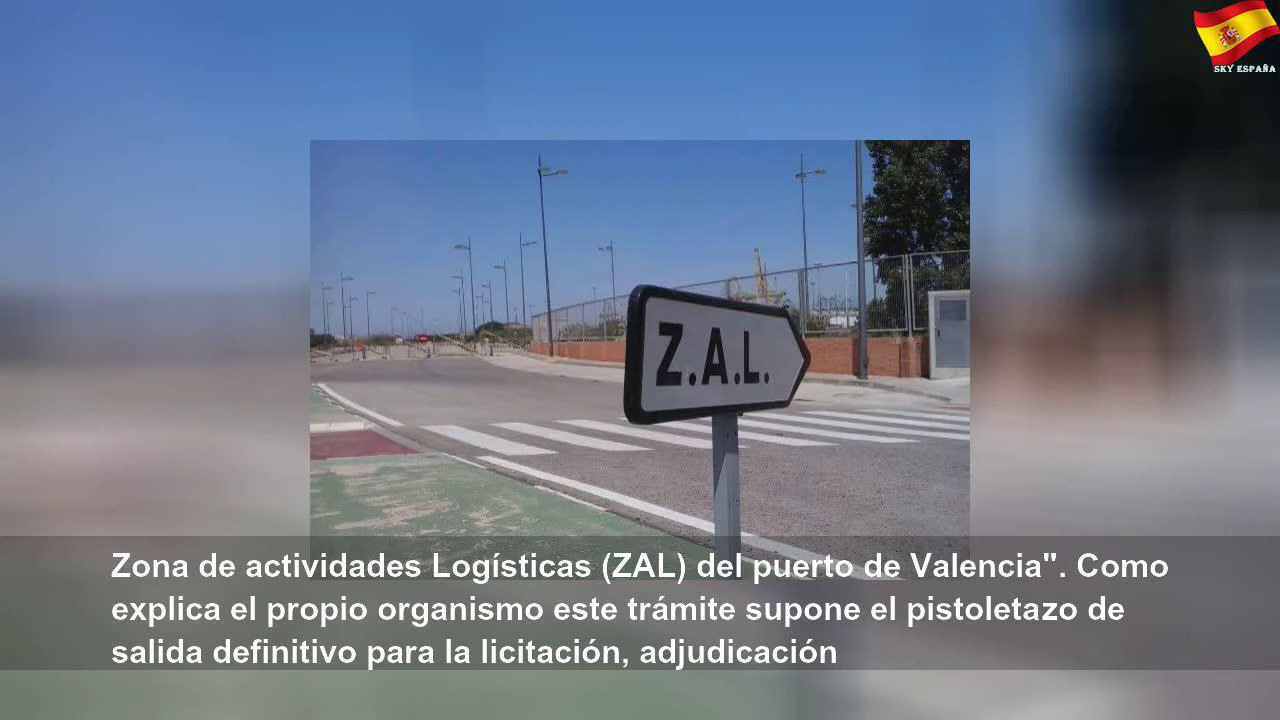 SKY ESPAÑA
Z.A.L.
Zona de actividades Logísticas (ZAL) del puerto de Valencia". Como
explica el propio organismo este trámite supone el pistoletazo de
salida definitivo para la licitación, adjudicación